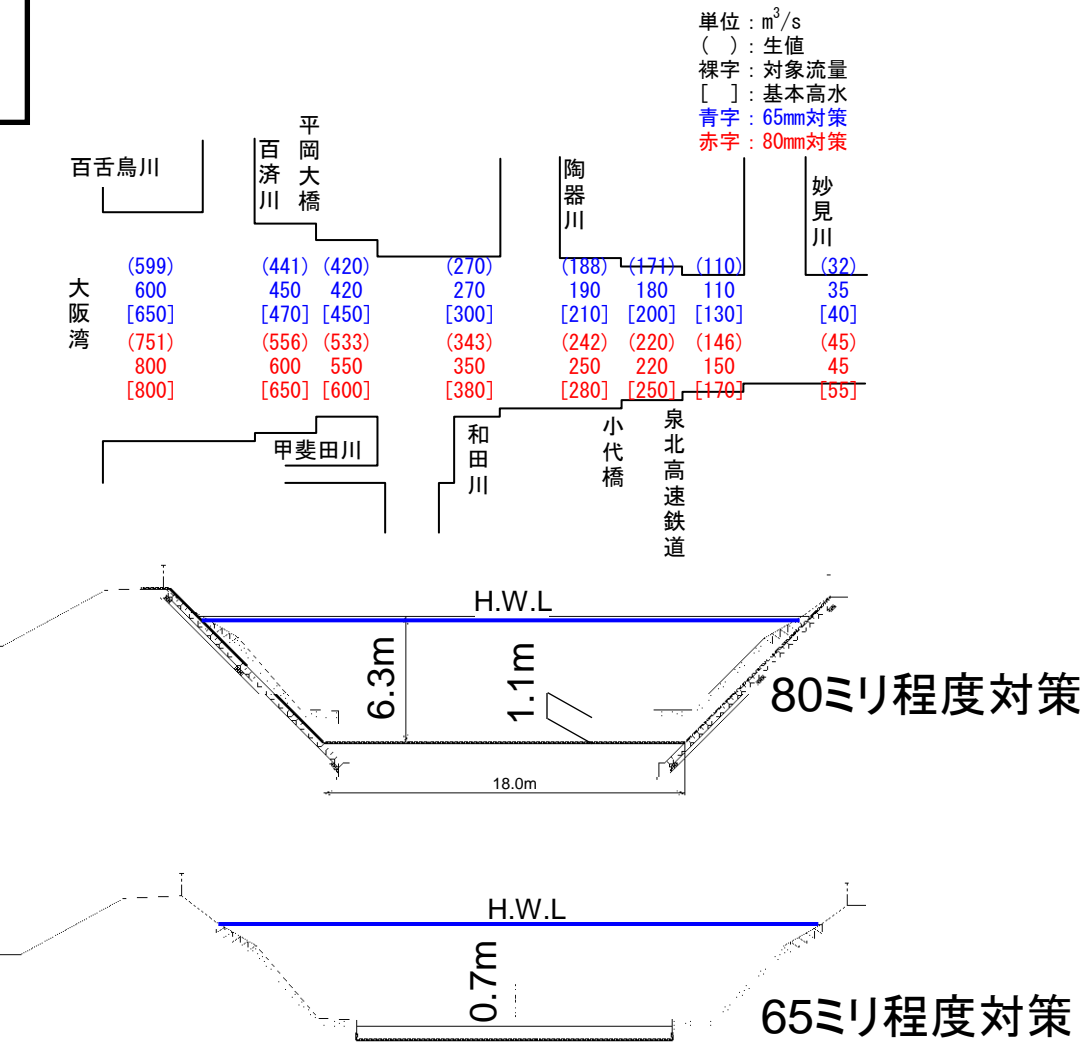 単位：m³/s
（　）：生値
裸字：対象流量
[　]：基本高水
青字：65mm対策
赤字：80mm対策
百舌鳥川
百済川
平岡大橋
陶器川
妙見川
大阪湾
(599) (441) (420) (270) (188) (171) (110) (32)
600 450 420 270 190 180 110 35
[650] [470] [450] [300] [210] [200] [130] [40]
(751) (556) (533) (343) (242) (220) (146) (45)
800 600 550 350 250 220 150 45
[800] [650] [600] [380] [280] [250] [170] [55]
甲斐田川
和田川
小代橋
泉北高速鉄道
H.W.L
6.3m
1.1m
80ミリ程度対策
18.0m
H.W.L
0.7m
65ミリ程度対策